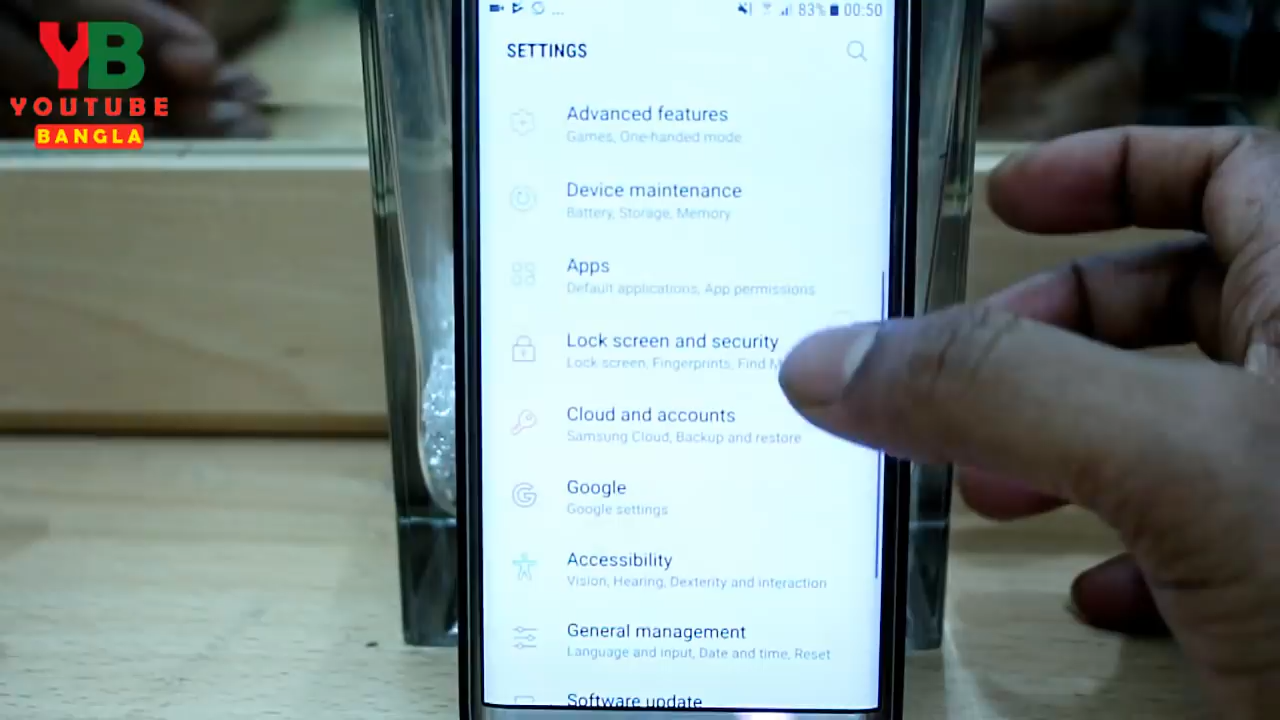 YB
YOUTUBE
BANGLA
... 83% 00:50
SETTINGS
Advanced features
Games, One-handed mode
Device maintenance
Battery, Storage, Memory
Apps
Default applications, App permissions
Lock screen and security
Lock screen, Fingerprints, Find M
Cloud and accounts
Samsung Cloud, Backup and restore
Google
Google settings
Accessibility
Vision, Hearing, Dexterity and interaction
General management
Language and input, Date and time, Reset
Software update